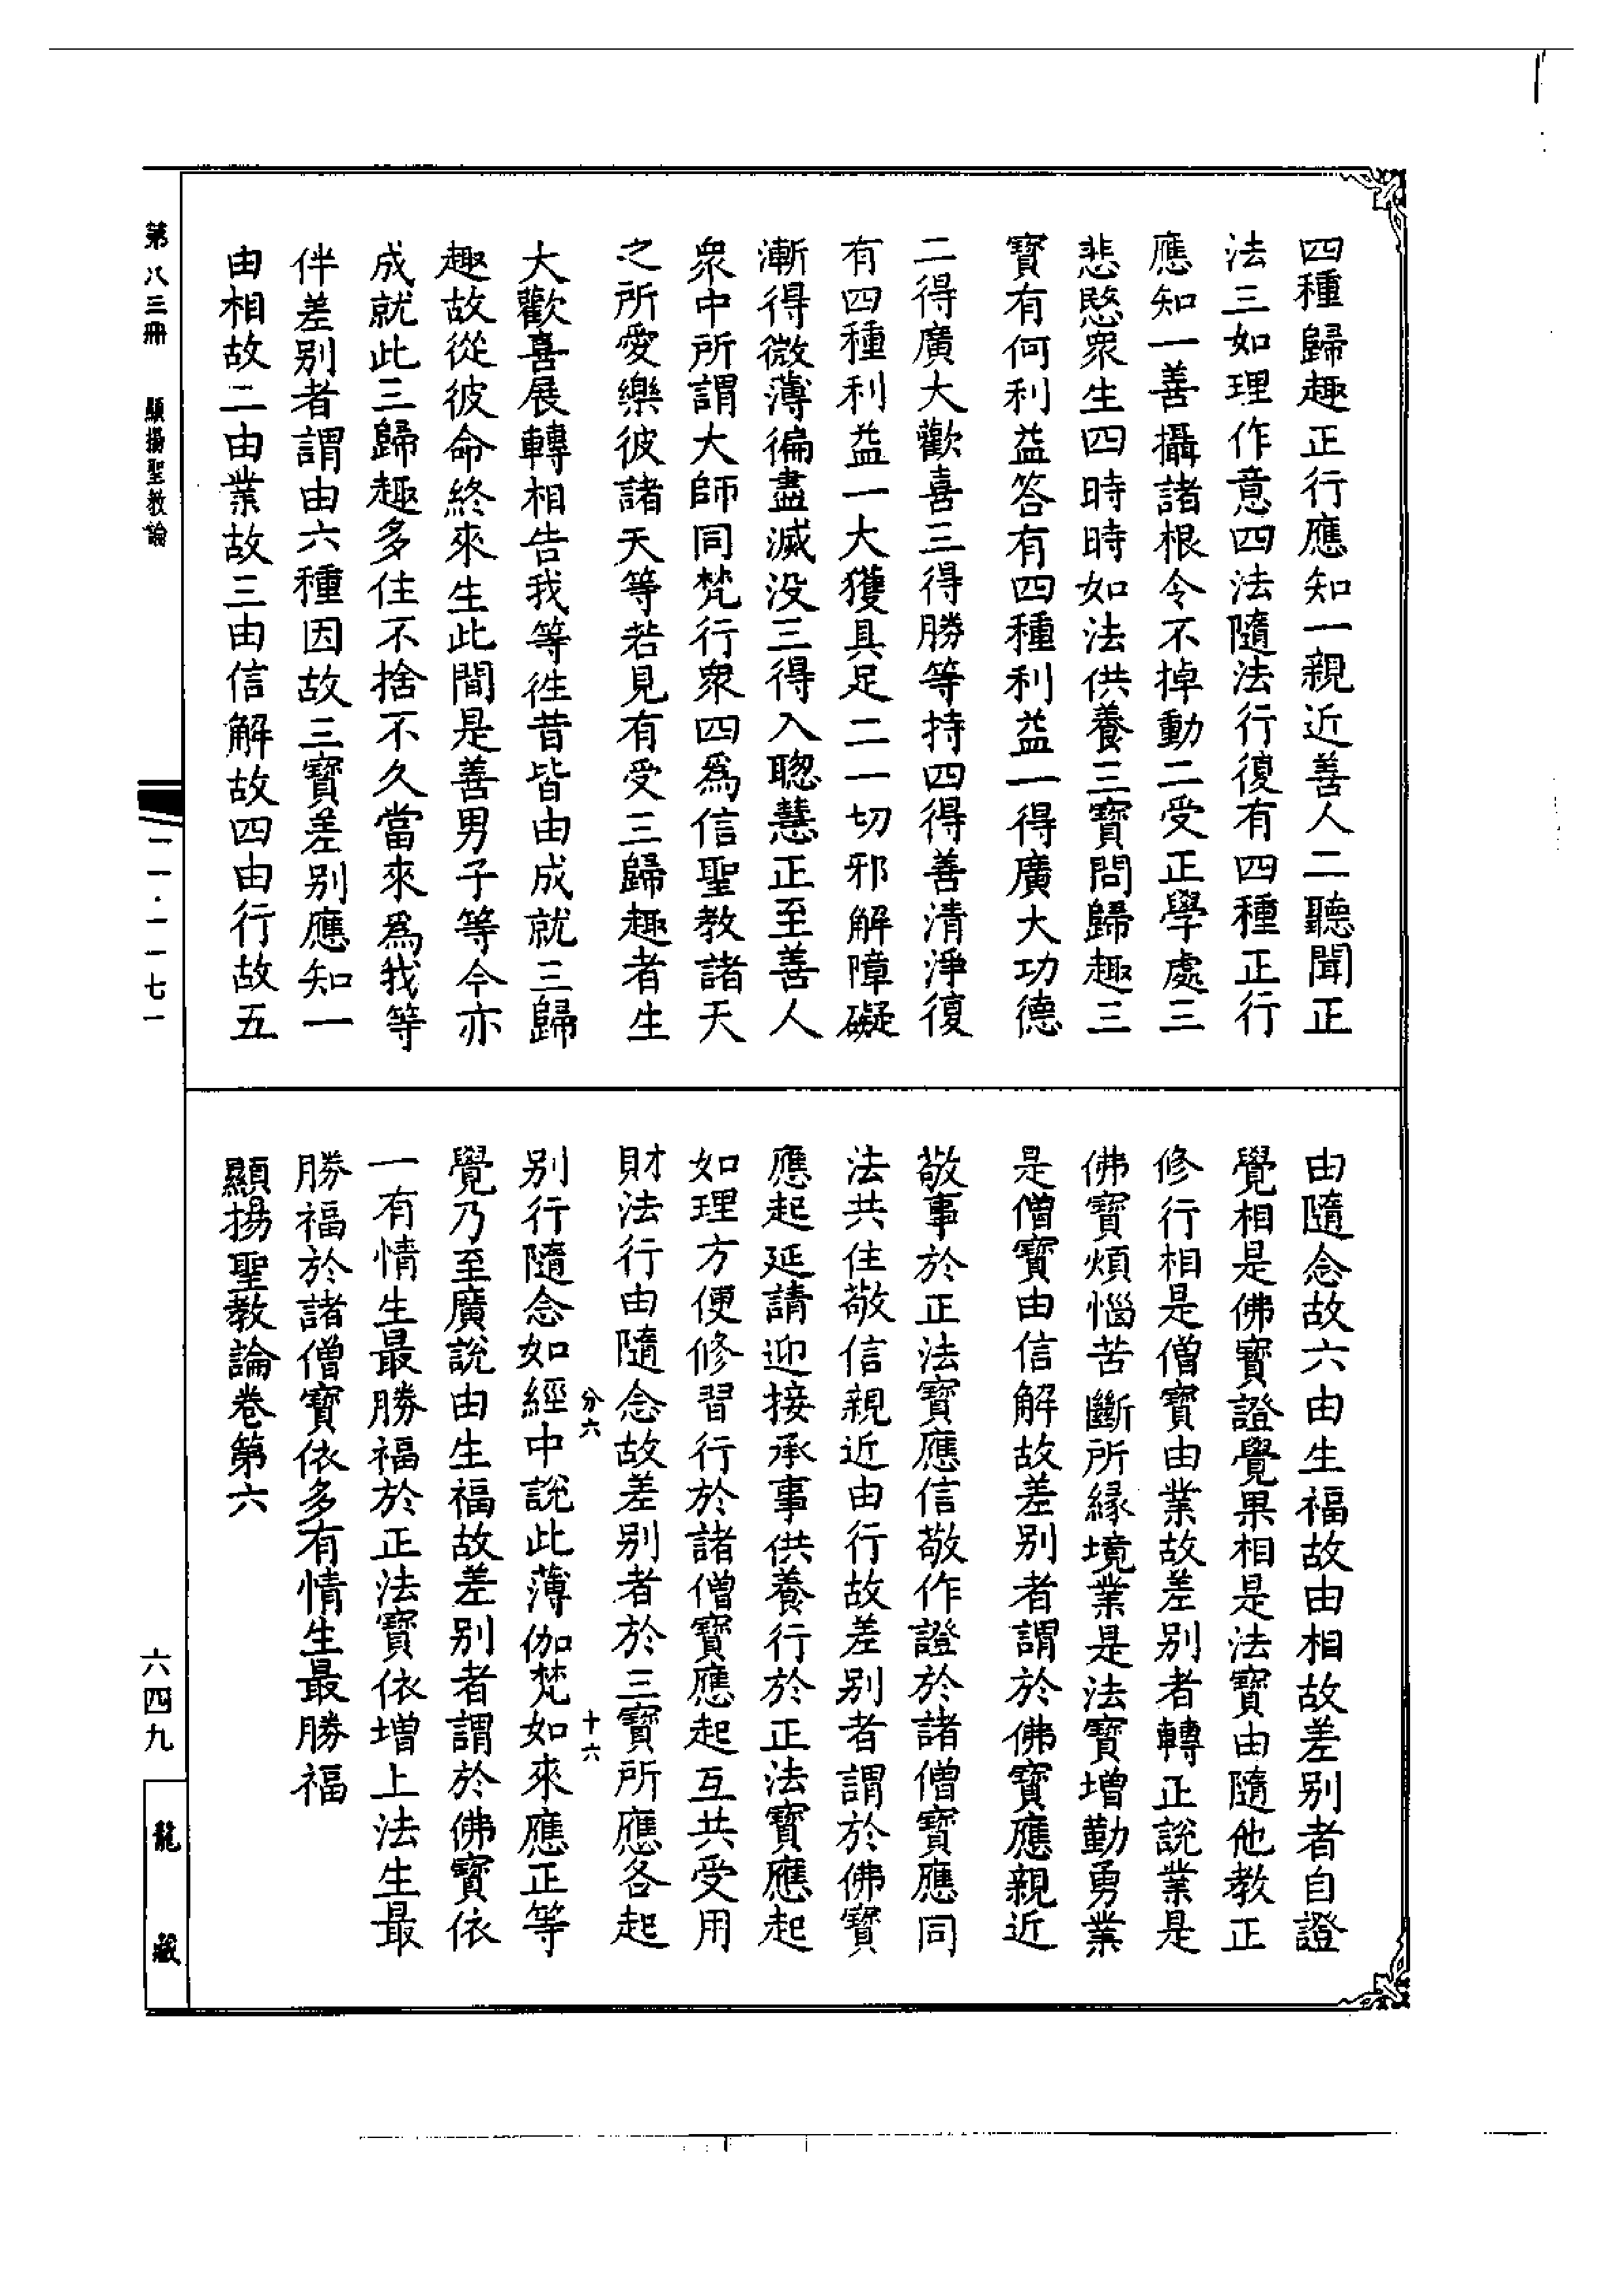 四種歸趣正行應知一親近善人二聽聞正
法三如理作意四法隨法行復有四種正行
應知一善攝諸根令不掉動二受正學處三
悲愍衆生四時時如法供養三寶問歸趣三
寶有何利益答有四種利益一得廣大功德
二得廣大歡喜三得勝等持四得善清淨復
有四種利益一大獲具足二一切邪解障礙
漸得微薄徧盡滅没三得入聰慧正至善人
衆中所謂大師同梵行衆四爲信聖教諸天
之所愛樂彼諸天等若見有受三歸趣者生
大歡喜展轉相告我等徃昔皆由成就三歸
趣故從彼命終來生此間是善男子等今亦
成就此三歸趣多住不捨不久當來爲我等
伴差别者謂由六種因故三寶差别應知一
由相故二由業故三由信解故四由行故五
由隨念故六由生福故由相故差别者自證
覺相是佛寶證覺果相是法寶由隨他教正
修行相是僧寶由業故差别者轉正説業是
佛寶煩惱苦斷所緣境業是法寶增勤勇業
是僧寶由信解故差别者謂於佛寶應親近
敬事於正法寶應信敬作證於諸僧寶應同
法共住敬信親近由行故差别者謂於佛寶
應起延請迎接承事供養行於正法寶應起
如理方便修習行於諸僧寶應起互共受用
財法行由隨念故差别者於三寶所應各起
分六 十六
别行隨念如經中説此薄伽梵如來應正等
覺乃至廣説由生福故差别者謂於佛寶依
一有情生最勝福於正法寶依增上法生最
勝福於諸僧寶依多有情生最勝福
顯揚聖教論卷第六
第八三冊 顯揚聖教論
二一·一一七一
六四九
龍藏